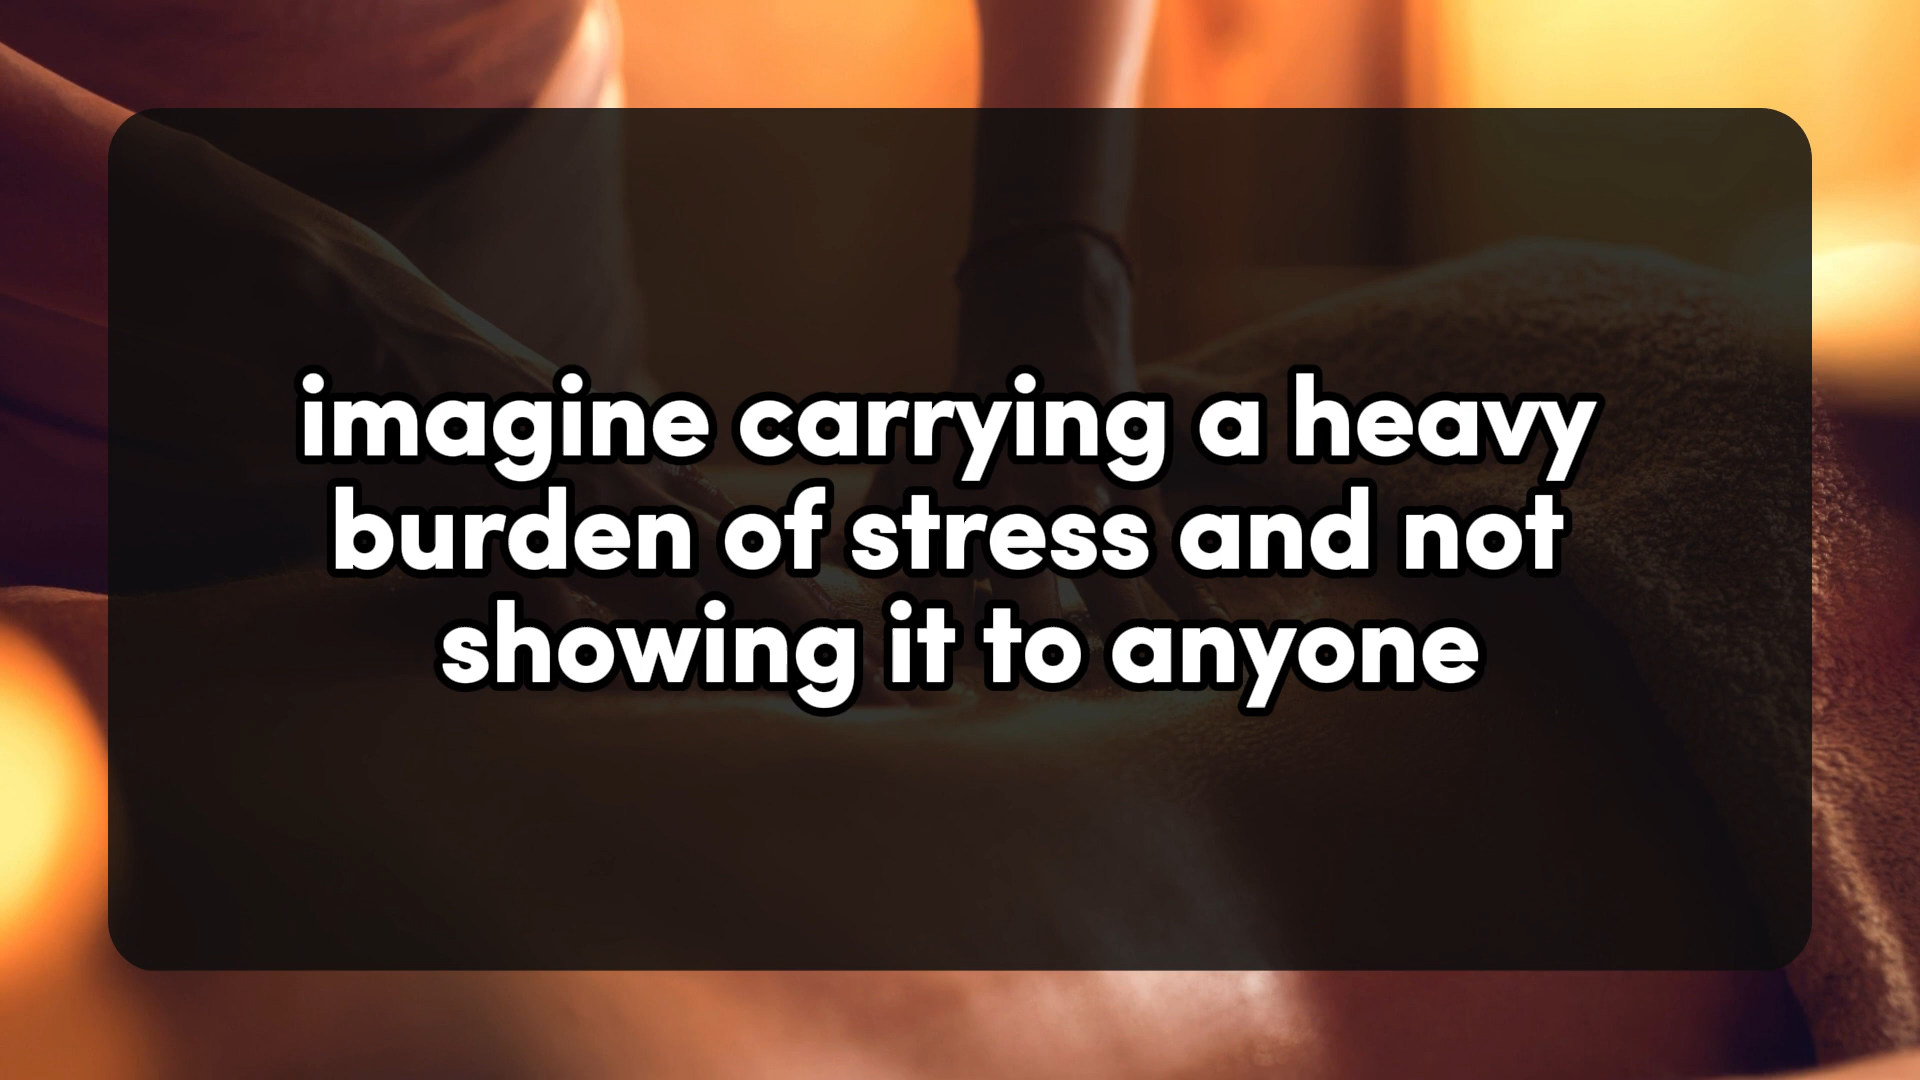 imagine carrying a heavy
burden of stress and not
showing it to anyone